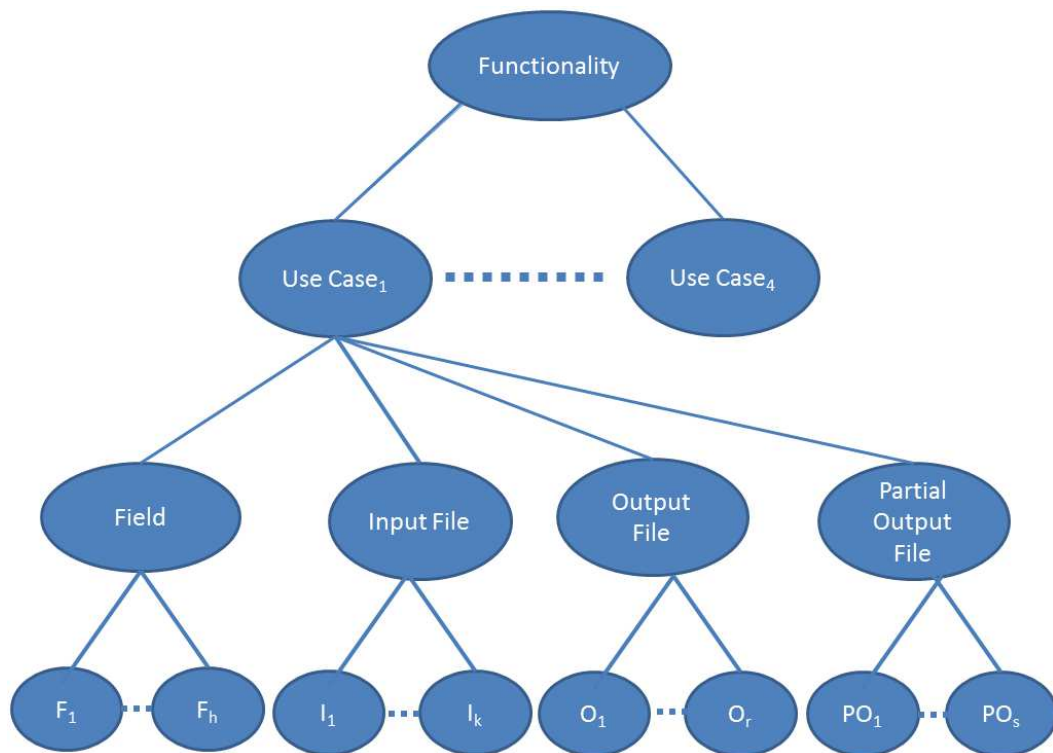 Functionality
Use Case₁
Use Case₄
Field
Input File
Output
File
Partial
Output
File
F₁
Fₕ
I₁
Iₖ
O₁
Oᵣ
PO₁
POₛ